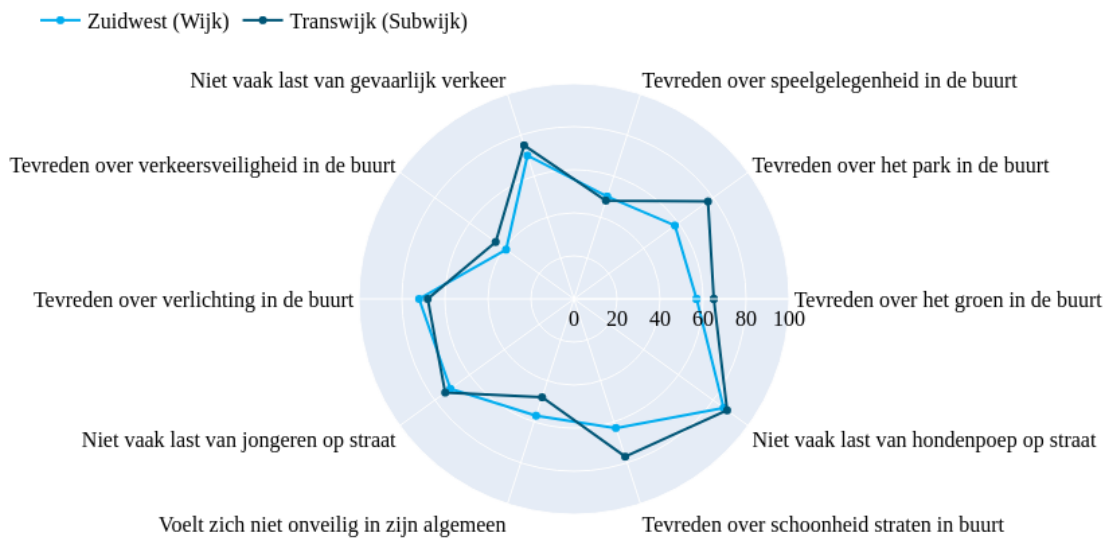 Zuidwest (Wijk) Transwijk (Subwijk)
Niet vaak last van gevaarlijk verkeer
Tevreden over speelgelegenheid in de buurt
Tevreden over verkeersveiligheid in de buurt
Tevreden over het park in de buurt
Tevreden over verlichting in de buurt
Tevreden over het groen in de buurt
0 20 40 60 80 100
Niet vaak last van jongeren op straat
Niet vaak last van hondenpoep op straat
Voelt zich niet onveilig in zijn algemeen
Tevreden over schoonheid straten in buurt